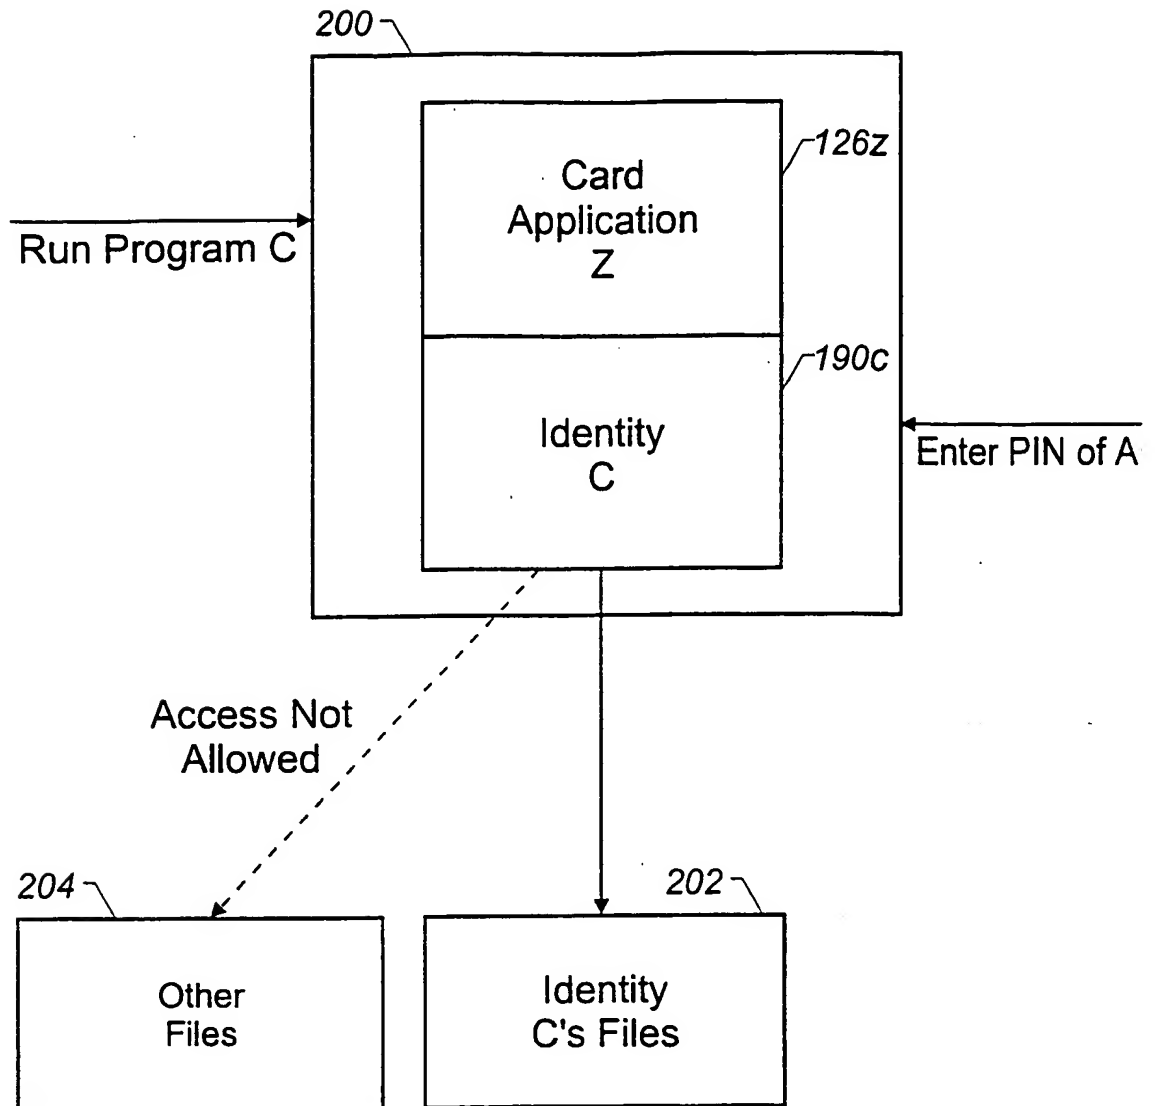 200
126z
Card
Application
Z
Run Program C
190c
Identity
C
Enter PIN of A
Access Not
Allowed
204
202
Other
Files
Identity
C's Files